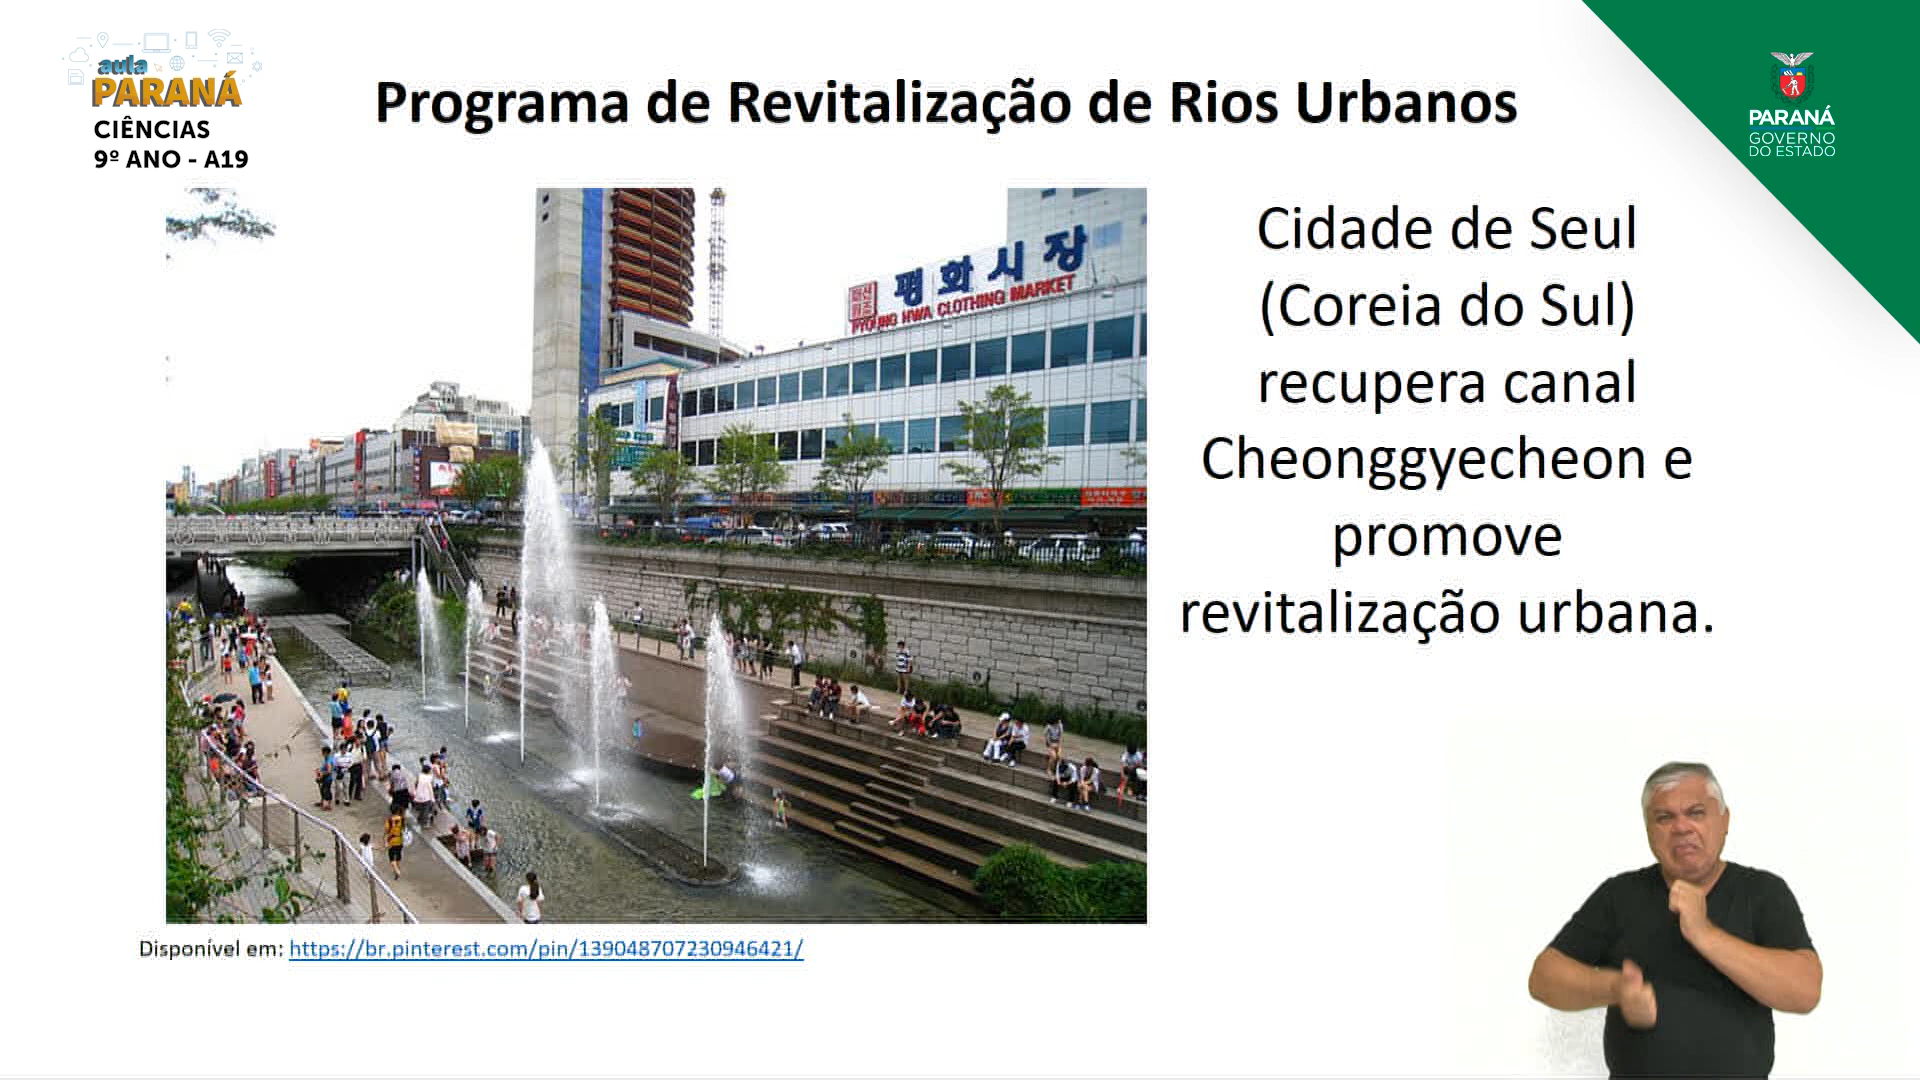 aula
PARANÁ
CIÊNCIAS
9º ANO - A19
Programa de Revitalização de Rios Urbanos
PARANÁ
GOVERNO
DO ESTADO
평화시장
PYOUNG HWA CLOTHING MARKET
Cidade de Seul
(Coreia do Sul)
recupera canal
Cheonggyecheon e
promove
revitalização urbana.
Disponível em: https://br.pinterest.com/pin/139048707230946421/